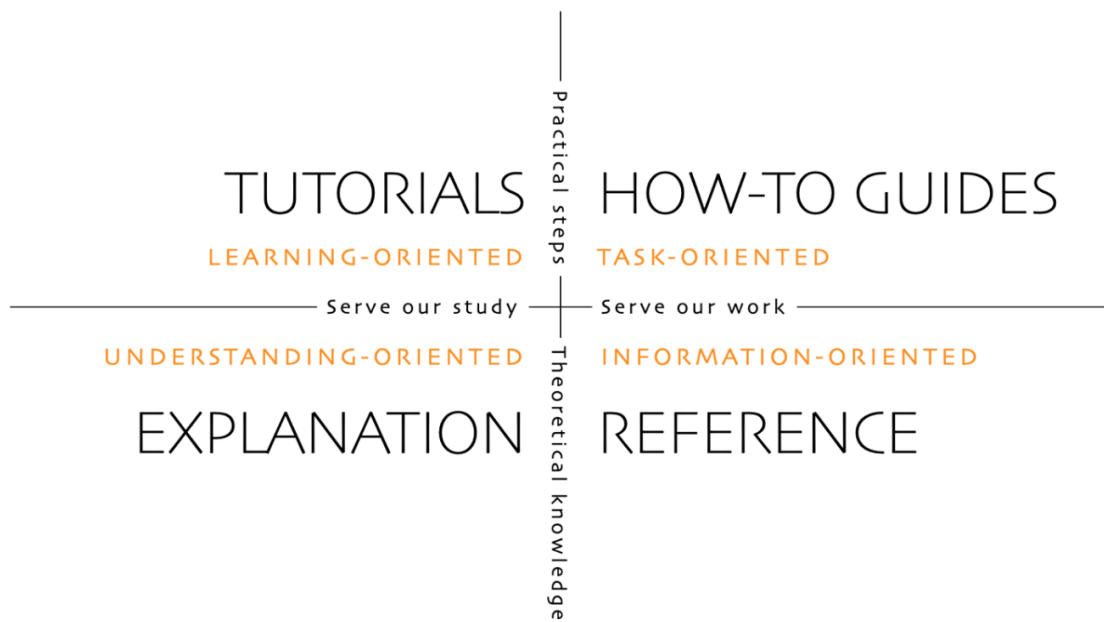 Practical steps
TUTORIALS
HOW-TO GUIDES
LEARNING-ORIENTED
TASK-ORIENTED
Serve our study
Serve our work
UNDERSTANDING-ORIENTED
INFORMATION-ORIENTED
EXPLANATION
REFERENCE
Theoretical knowledge